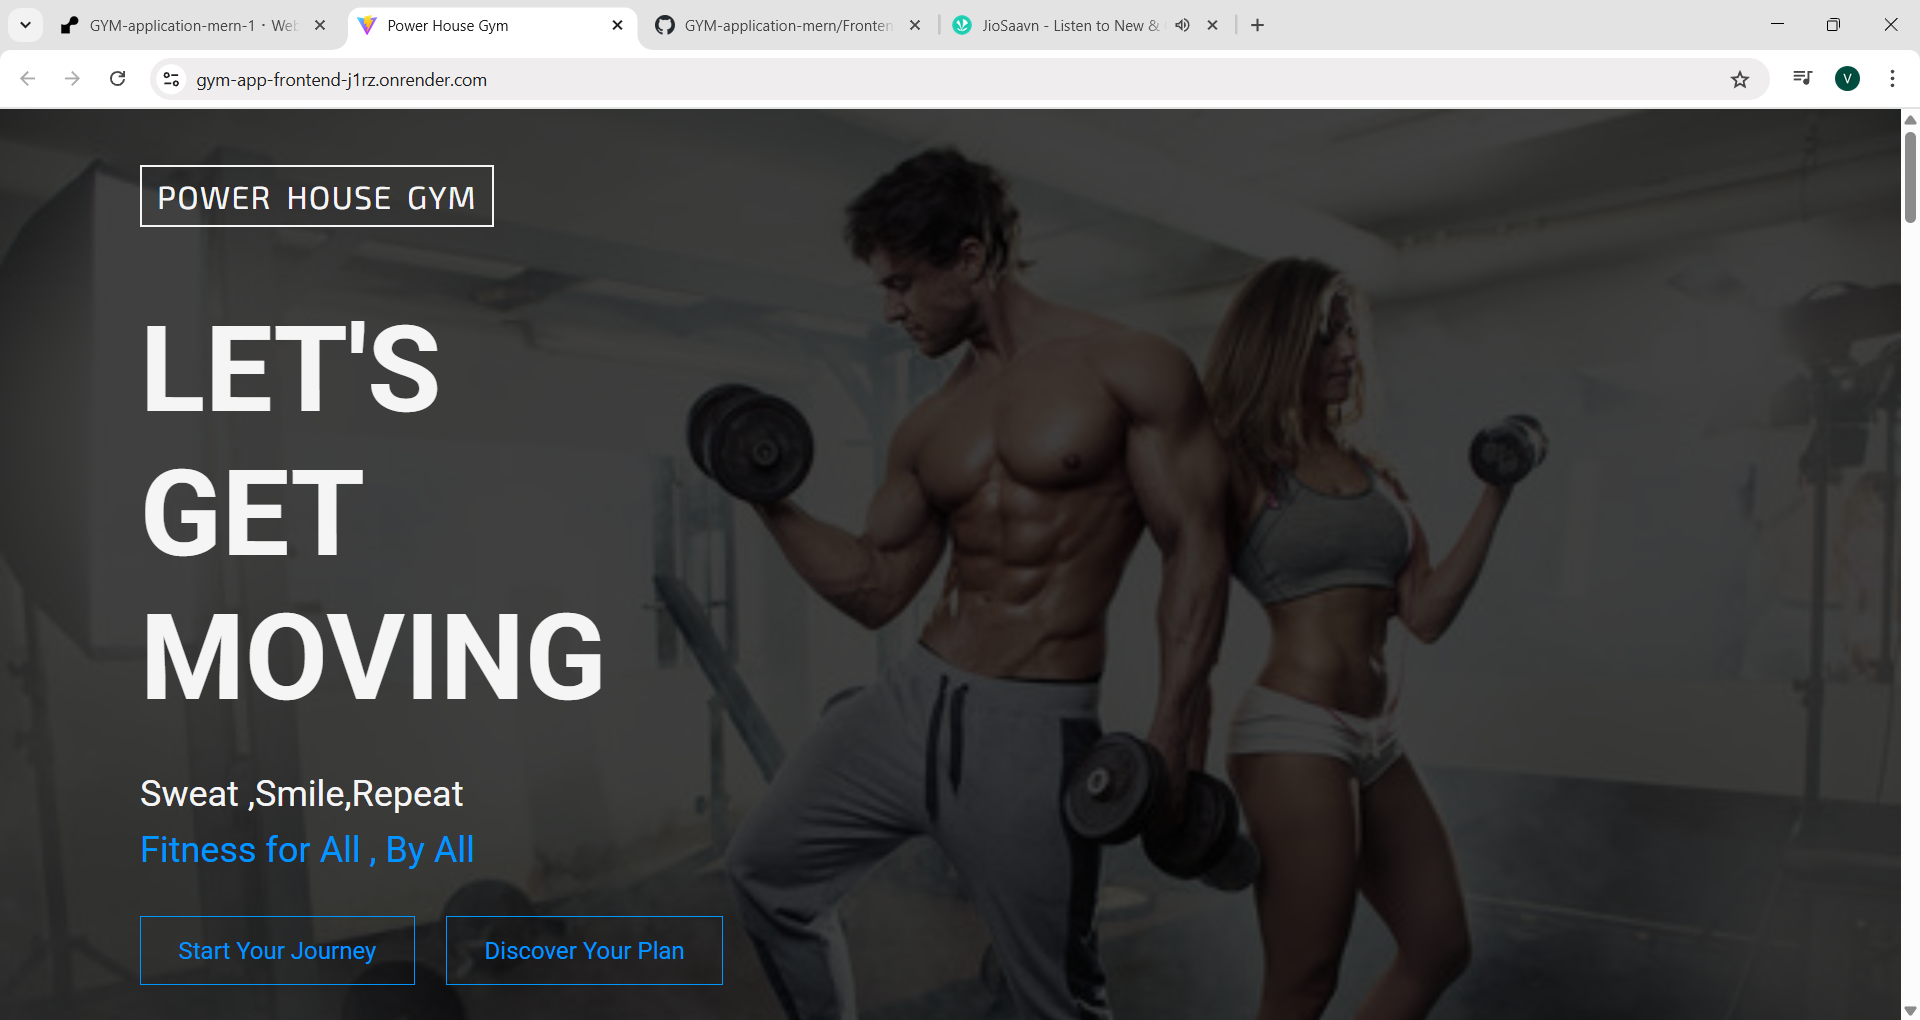 GYM-application-mern-1 · Web
Power House Gym
GYM-application-mern/Fronten
JioSaavn - Listen to New &
gym-app-frontend-j1rz.onrender.com
V
POWER HOUSE GYM
LET'S
GET
MOVING
Sweat ,Smile,Repeat
Fitness for All , By All
Start Your Journey
Discover Your Plan